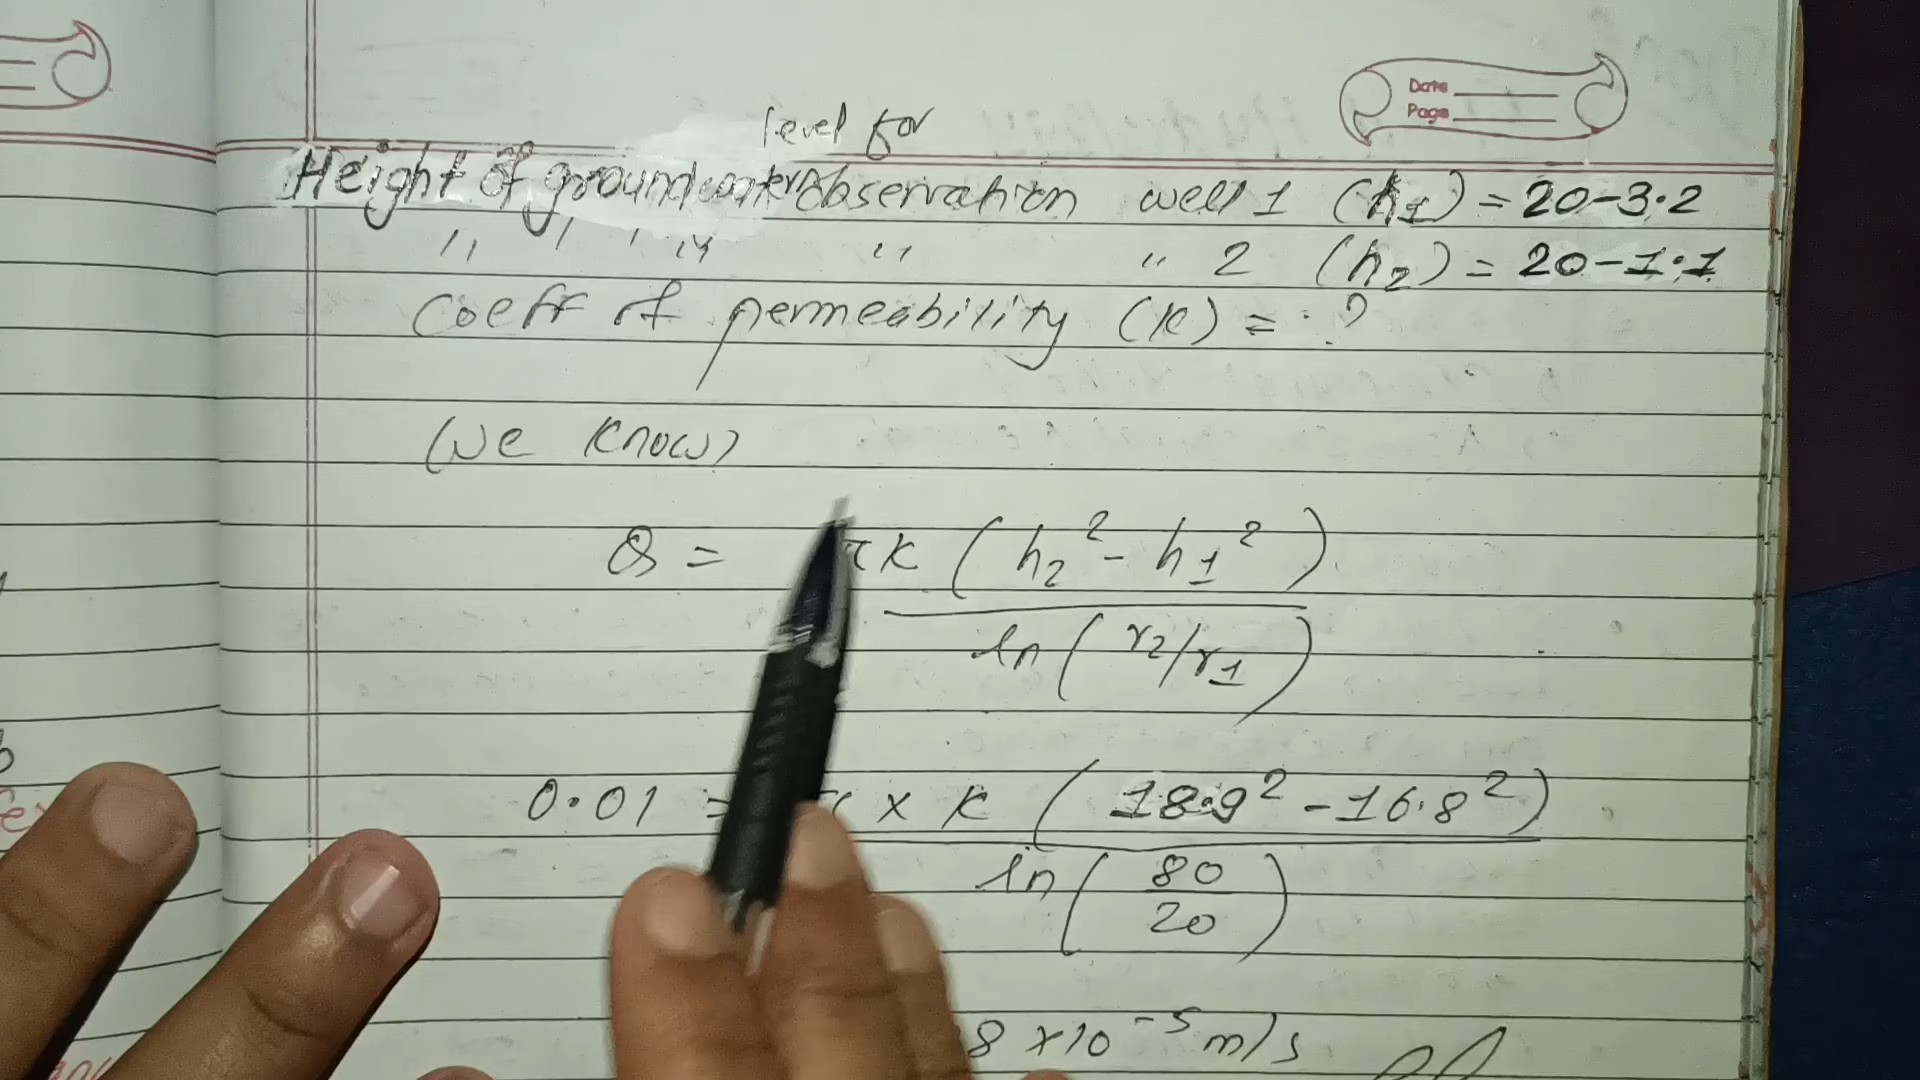 Date
Page
level for
Height of groundwater observation well 1 (h1) = 20-3.2
" " " " " " 2 (h2) = 20-1.1
Coeff of permeability (K) = ?
We know,
Q = πK (h2² - h1²)
ln (r2/r1)
0.01 = π x K (18.9² - 16.8²)
ln (80
20)
8 x10⁻⁵ m/s